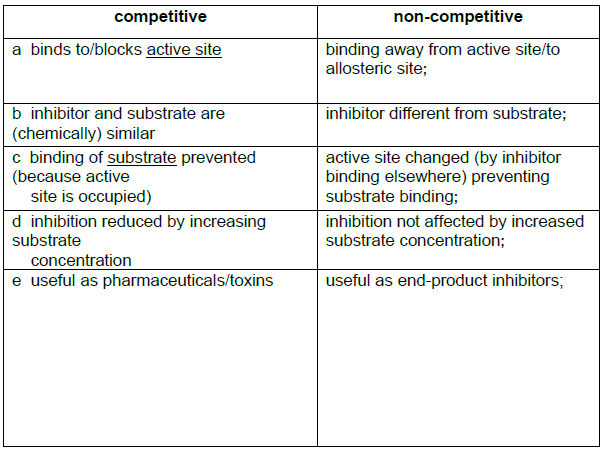 competitive
non-competitive
a binds to/blocks active site
binding away from active site/to
allosteric site;
b inhibitor and substrate are
(chemically) similar
inhibitor different from substrate;
c binding of substrate prevented
(because active
site is occupied)
active site changed (by inhibitor
binding elsewhere) preventing
substrate binding;
d inhibition reduced by increasing
substrate
concentration
inhibition not affected by increased
substrate concentration;
e useful as pharmaceuticals/toxins
useful as end-product inhibitors;